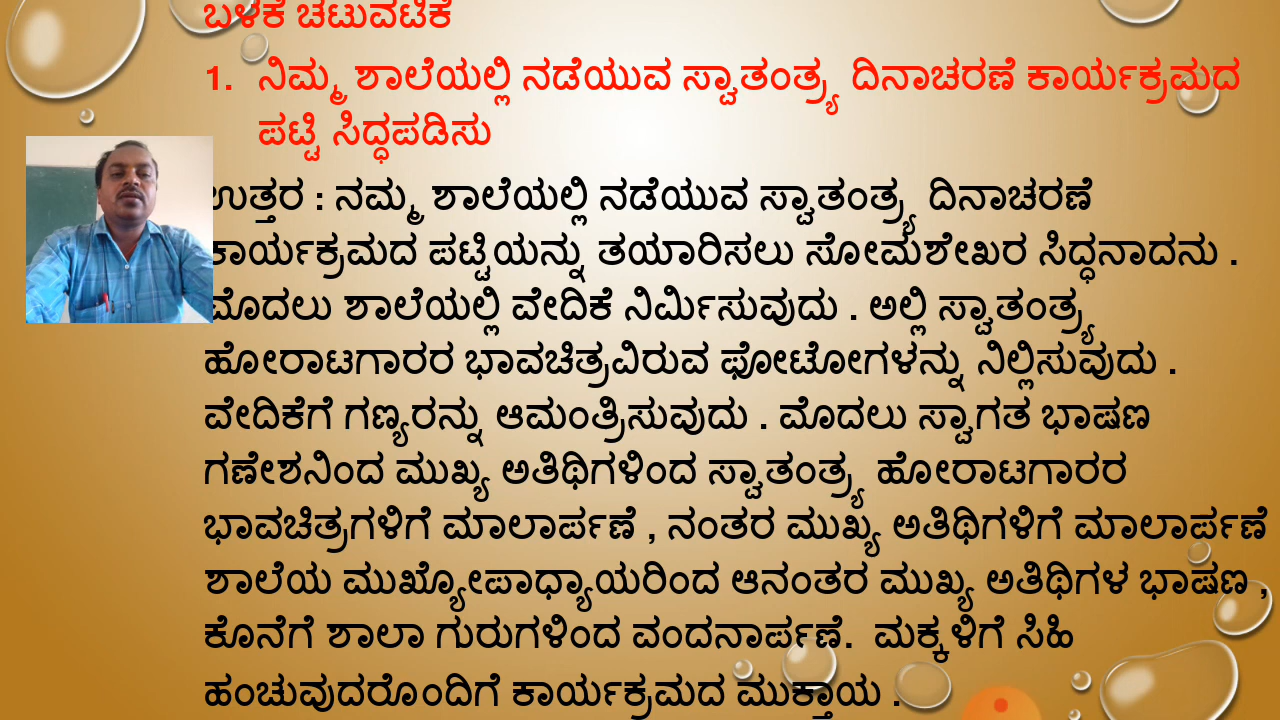 ಬಳಕೆ ಚಟುವಟಿಕೆ
1. ನಿಮ್ಮ ಶಾಲೆಯಲ್ಲಿ ನಡೆಯುವ ಸ್ವಾತಂತ್ರ್ಯ ದಿನಾಚರಣೆ ಕಾರ್ಯಕ್ರಮದ
ಪಟ್ಟಿ ಸಿದ್ಧಪಡಿಸು
ಉತ್ತರ : ನಮ್ಮ ಶಾಲೆಯಲ್ಲಿ ನಡೆಯುವ ಸ್ವಾತಂತ್ರ್ಯ ದಿನಾಚರಣೆ
ಕಾರ್ಯಕ್ರಮದ ಪಟ್ಟಿಯನ್ನು ತಯಾರಿಸಲು ಸೋಮಶೇಖರ ಸಿದ್ಧನಾದನು .
ಮೊದಲು ಶಾಲೆಯಲ್ಲಿ ವೇದಿಕೆ ನಿರ್ಮಿಸುವುದು . ಅಲ್ಲಿ ಸ್ವಾತಂತ್ರ್ಯ
ಹೋರಾಟಗಾರರ ಭಾವಚಿತ್ರವಿರುವ ಫೋಟೋಗಳನ್ನು ನಿಲ್ಲಿಸುವುದು .
ವೇದಿಕೆಗೆ ಗಣ್ಯರನ್ನು ಆಮಂತ್ರಿಸುವುದು . ಮೊದಲು ಸ್ವಾಗತ ಭಾಷಣ
ಗಣೇಶನಿಂದ ಮುಖ್ಯ ಅತಿಥಿಗಳಿಂದ ಸ್ವಾತಂತ್ರ್ಯ ಹೋರಾಟಗಾರರ
ಭಾವಚಿತ್ರಗಳಿಗೆ ಮಾಲಾರ್ಪಣೆ , ನಂತರ ಮುಖ್ಯ ಅತಿಥಿಗಳಿಗೆ ಮಾಲಾರ್ಪಣೆ
ಶಾಲೆಯ ಮುಖ್ಯೋಪಾಧ್ಯಾಯರಿಂದ ಆನಂತರ ಮುಖ್ಯ ಅತಿಥಿಗಳ ಭಾಷಣ ,
ಕೊನೆಗೆ ಶಾಲಾ ಗುರುಗಳಿಂದ ವಂದನಾರ್ಪಣೆ. ಮಕ್ಕಳಿಗೆ ಸಿಹಿ
ಹಂಚುವುದರೊಂದಿಗೆ ಕಾರ್ಯಕ್ರಮದ ಮುಕ್ತಾಯ .